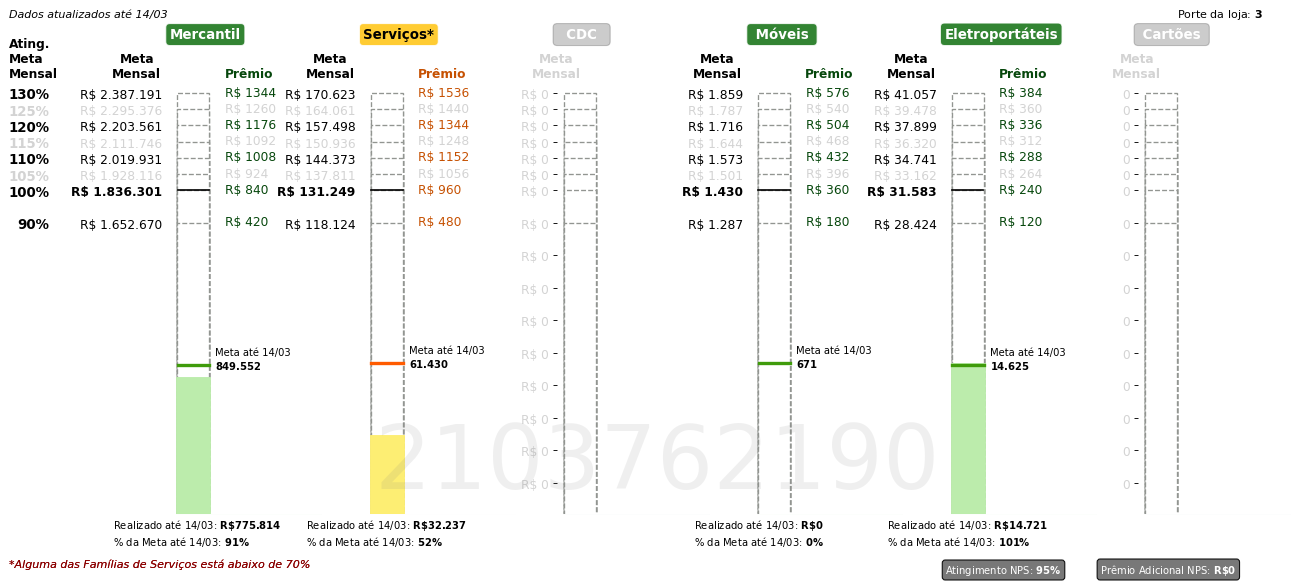 Dados atualizados até 14/03
Porte da loja: 3
Mercantil Serviços* CDC Móveis Eletroportáteis Cartões
Ating. Meta Mensal
Meta Mensal Prêmio Meta Mensal Prêmio Meta Mensal Meta Mensal Prêmio Meta Mensal Prêmio Meta Mensal
130% R$ 2.387.191 R$ 1344 R$ 170.623 R$ 1536 R$ 0 R$ 1.859 R$ 576 R$ 41.057 R$ 384 0
125% R$ 2.295.376 R$ 1260 R$ 164.061 R$ 1440 R$ 0 R$ 1.787 R$ 540 R$ 39.478 R$ 360 0
120% R$ 2.203.561 R$ 1176 R$ 157.498 R$ 1344 R$ 0 R$ 1.716 R$ 504 R$ 37.899 R$ 336 0
115% R$ 2.111.746 R$ 1092 R$ 150.936 R$ 1248 R$ 0 R$ 1.644 R$ 468 R$ 36.320 R$ 312 0
110% R$ 2.019.931 R$ 1008 R$ 144.373 R$ 1152 R$ 0 R$ 1.573 R$ 432 R$ 34.741 R$ 288 0
105% R$ 1.928.116 R$ 924 R$ 137.811 R$ 1056 R$ 0 R$ 1.501 R$ 396 R$ 33.162 R$ 264 0
100% R$ 1.836.301 R$ 840 R$ 131.249 R$ 960 R$ 0 R$ 1.430 R$ 360 R$ 31.583 R$ 240 0
90% R$ 1.652.670 R$ 420 R$ 118.124 R$ 480 R$ 0 R$ 1.287 R$ 180 R$ 28.424 R$ 120 0
R$ 0 0
R$ 0 0
R$ 0 0
Meta até 14/03 Meta até 14/03 R$ 0 Meta até 14/03 Meta até 14/03 0
849.552 61.430 671 14.625
R$ 0 0
R$ 0 0
R$ 0 0
R$ 0 0
2103762190
Realizado até 14/03: R$775.814 Realizado até 14/03: R$32.237 Realizado até 14/03: R$0 Realizado até 14/03: R$14.721
% da Meta até 14/03: 91% % da Meta até 14/03: 52% % da Meta até 14/03: 0% % da Meta até 14/03: 101%
*Alguma das Famílias de Serviços está abaixo de 70%
Atingimento NPS: 95% Prêmio Adicional NPS: R$0